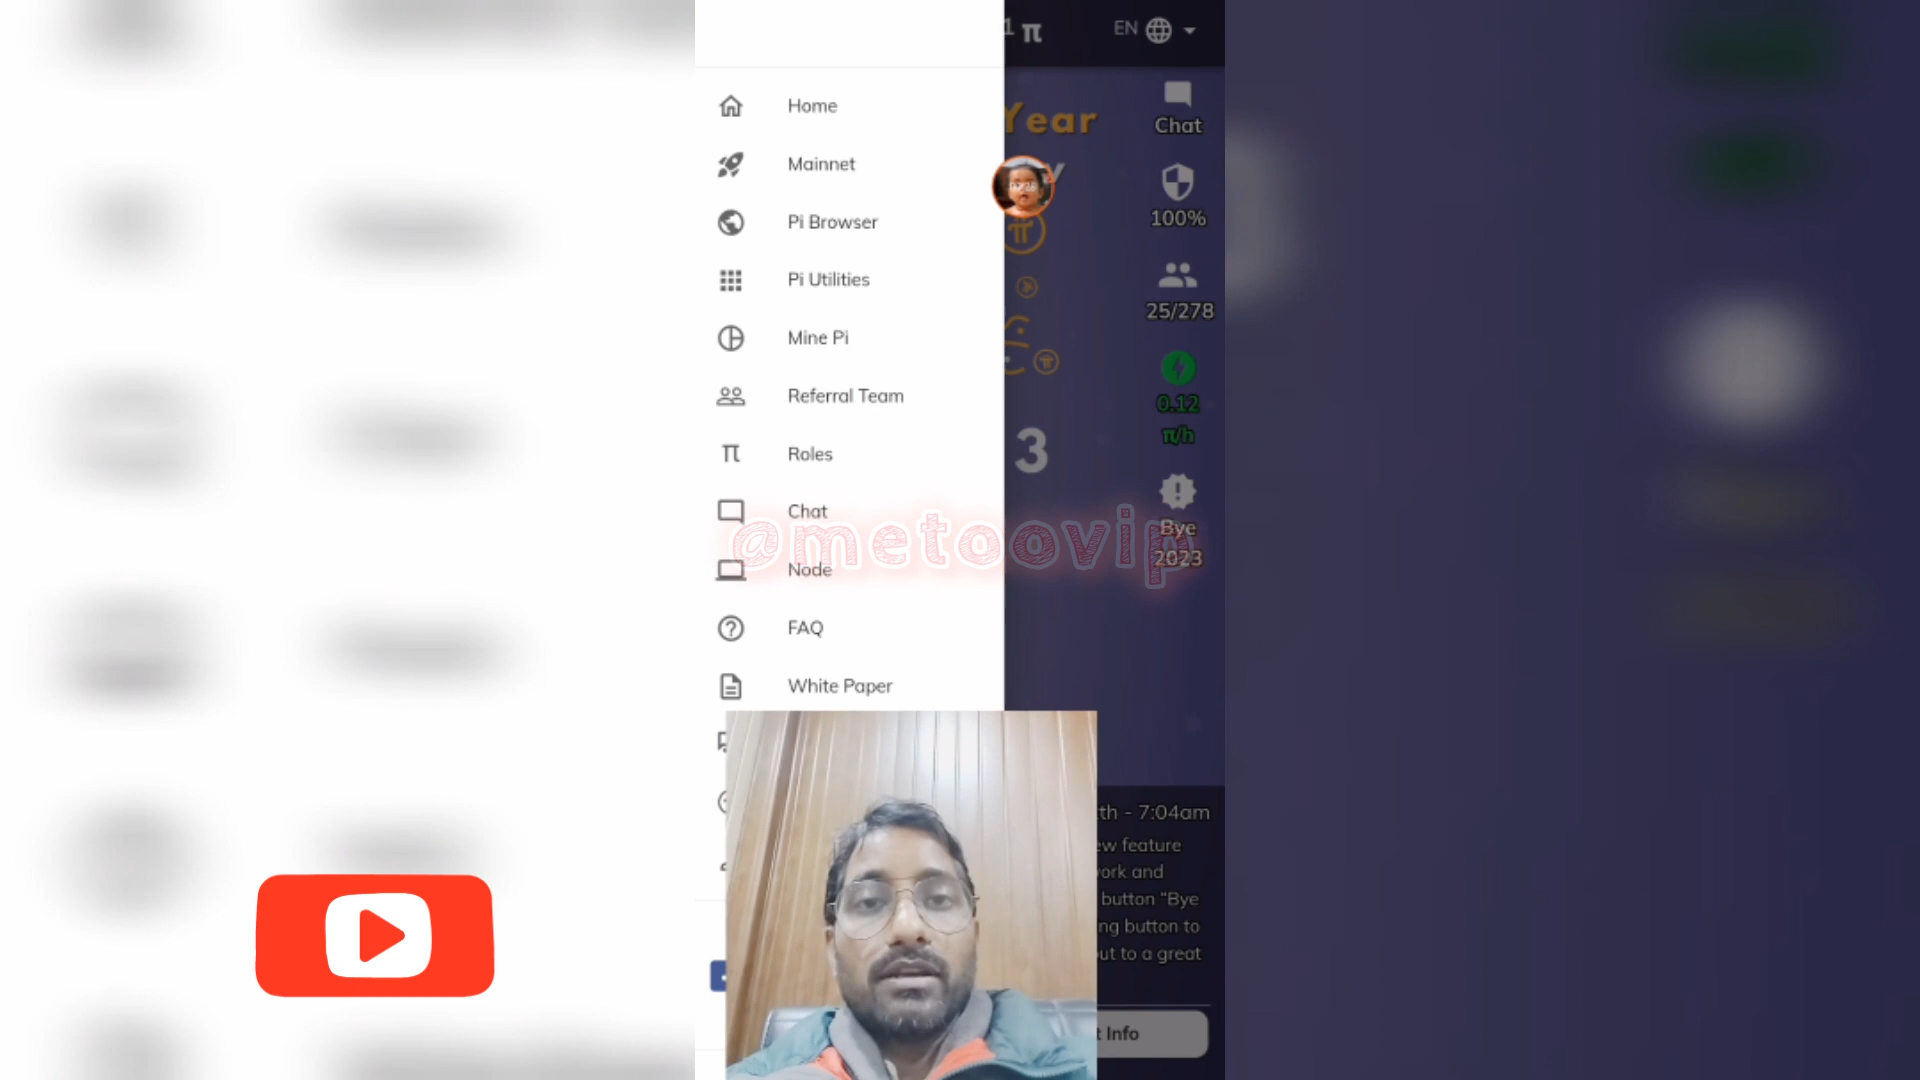 π
EN
Home
Mainnet
Pi Browser
Pi Utilities
Mine Pi
Referral Team
Roles
Chat
Node
FAQ
White Paper
Year
Chat
100%
25/278
0.12
π/h
3
Bye
2023
@metoovip
th - 7:04am
ew feature
ork and
button "Bye
ng button to
ut to a great
t Info